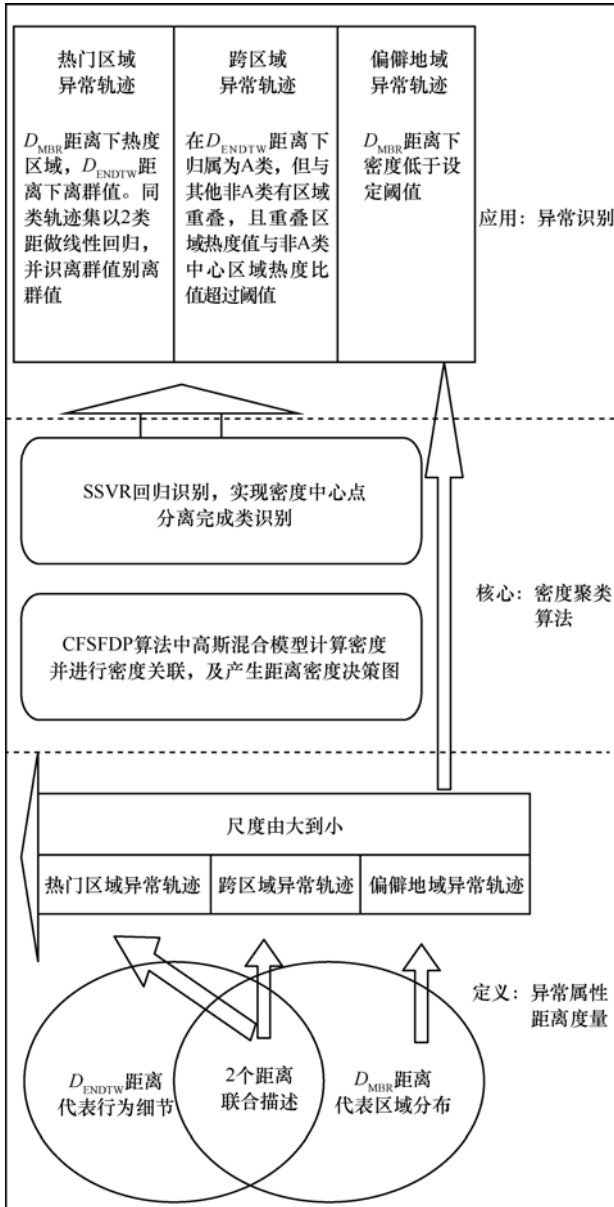 热门区域
异常轨迹
D_MBR距离下热度
区域，D_ENDTW距
离下离群值。同
类轨迹集以2类
距做线性回归，
并识离群值别离
群值
跨区域
异常轨迹
在D_ENDTW距离下
归属为A类，但与
其他非A类有区域
重叠，且重叠区
域热度值与非A类
中心区域热度比
值超过阈值
偏僻地域
异常轨迹
D_MBR距离下
密度低于设
定阈值
应用：异常识别
SSVR回归识别，实现密度中心点
分离完成类识别
CFSFDP算法中高斯混合模型计算密度
并进行密度关联，及产生距离密度决策图
核心：密度聚类
算法
尺度由大到小
热门区域异常轨迹
跨区域异常轨迹
偏僻地域异常轨迹
定义：异常属性
距离度量
D_ENDTW距离
代表行为细节
2个距离
联合描述
D_MBR距离
代表区域分布